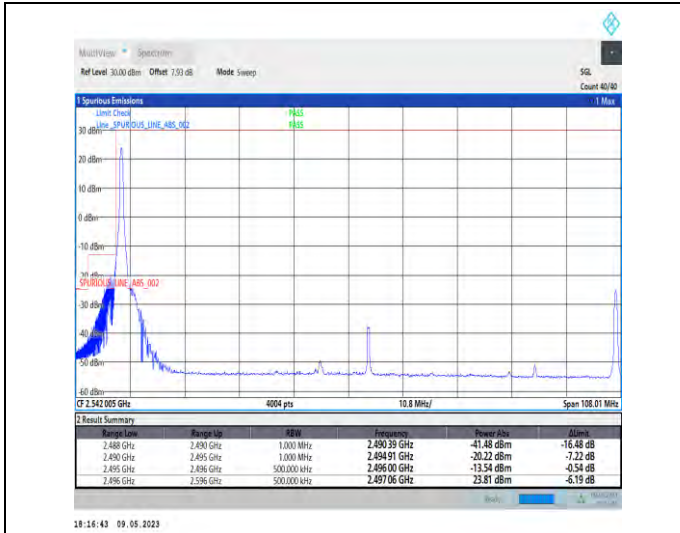 MultiView Spectrum
Ref Level 30.00 dBm Offset 7.93 dB Mode Sweep SGL
Count 40/40
1 Spurious Emissions 1 Max
Limit Check PASS
Line _SPURIOUS_LINE_ABS_002 PASS
30 dBm
20 dBm
10 dBm
0 dBm
-10 dBm
-20 dBm
SPURIOUS_LINE_ABS_002
-30 dBm
-40 dBm
-50 dBm
-60 dBm
CF 2.542 005 GHz 4004 pts 10.8 MHz/ Span 108.01 MHz
2 Result Summary
Range Low Range Up RBW Frequency Power Abs ΔLimit
2.488 GHz 2.490 GHz 1.000 MHz 2.490 39 GHz -41.48 dBm -16.48 dB
2.490 GHz 2.495 GHz 1.000 MHz 2.494 91 GHz -20.22 dBm -7.22 dB
2.495 GHz 2.496 GHz 500.000 kHz 2.496 00 GHz -13.54 dBm -0.54 dB
2.496 GHz 2.596 GHz 500.000 kHz 2.497 06 GHz 23.81 dBm -6.19 dB
18:16:43 09.05.2023